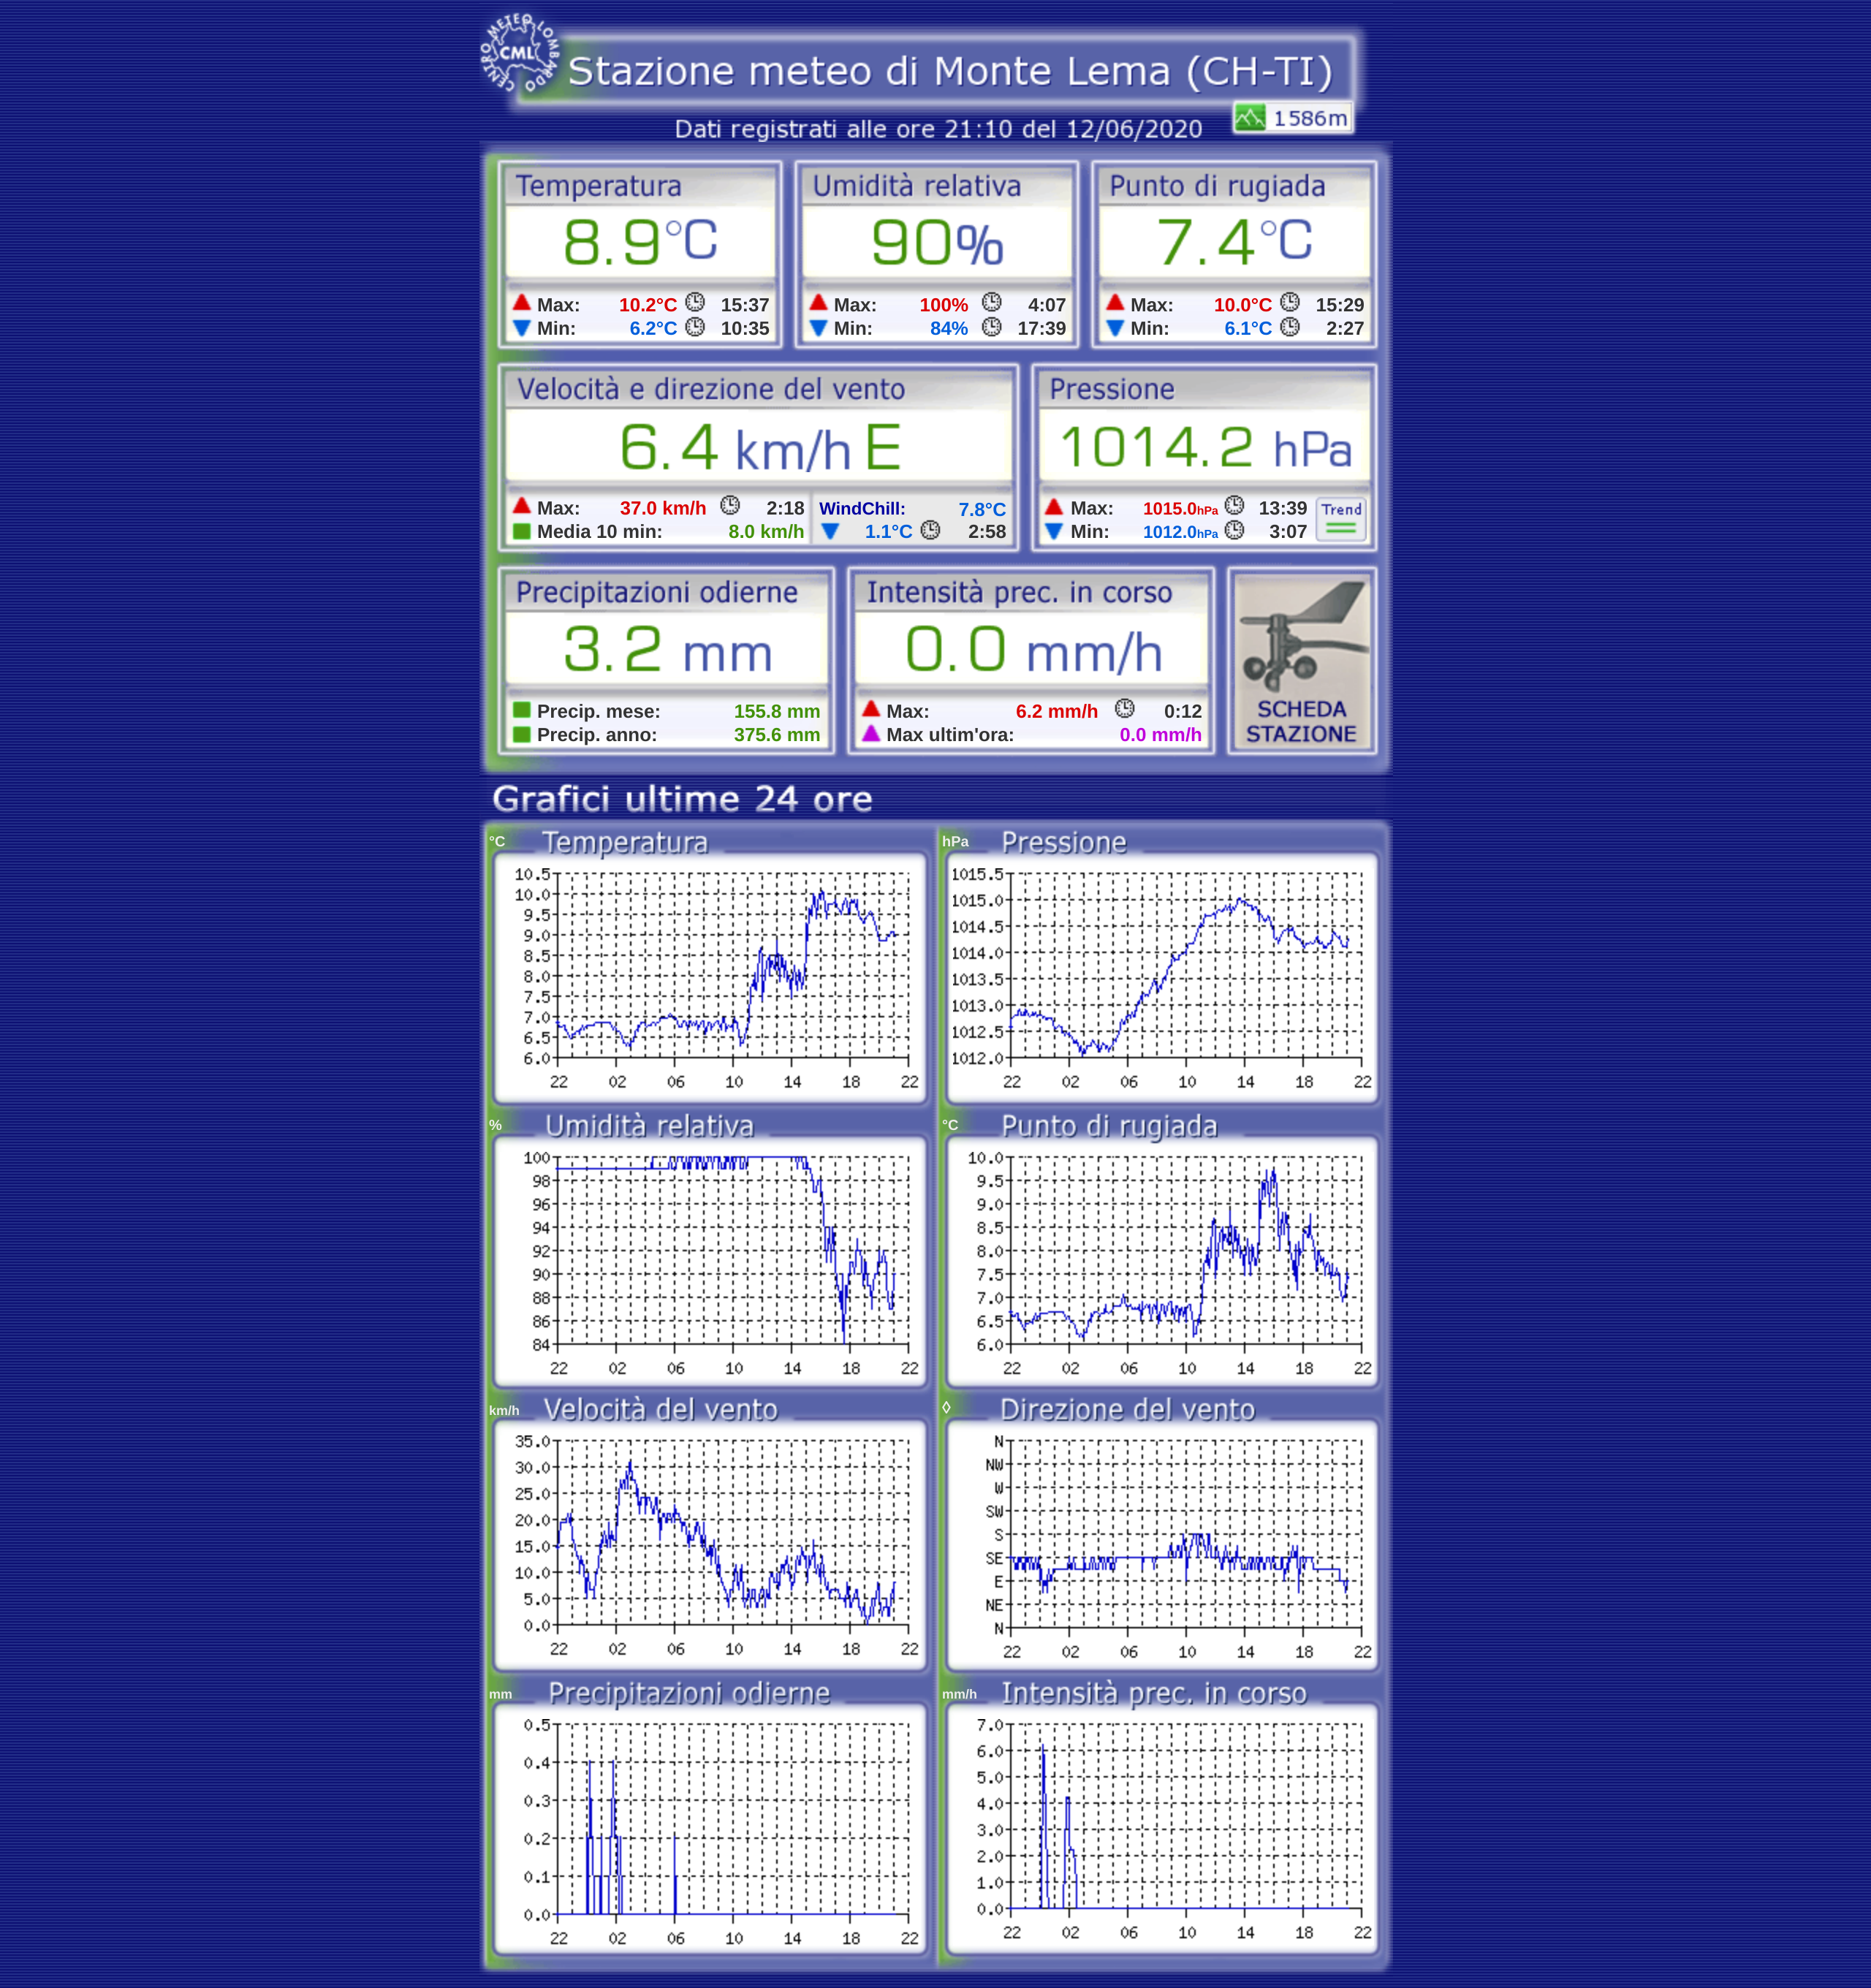 CENTRO METEO LOMBARDO
CML
Stazione meteo di Monte Lema (CH-TI)
1586m
Dati registrati alle ore 21:10 del 12/06/2020
Temperatura
8.9°C
Max: 10.2°C 15:37
Min: 6.2°C 10:35
Umidità relativa
90%
Max: 100% 4:07
Min: 84% 17:39
Punto di rugiada
7.4°C
Max: 10.0°C 15:29
Min: 6.1°C 2:27
Velocità e direzione del vento
6.4 km/h E
Max: 37.0 km/h 2:18
Media 10 min: 8.0 km/h
WindChill: 7.8°C
1.1°C 2:58
Pressione
1014.2 hPa
Max: 1015.0hPa 13:39
Min: 1012.0hPa 3:07
Trend
Precipitazioni odierne
3.2 mm
Precip. mese: 155.8 mm
Precip. anno: 375.6 mm
Intensità prec. in corso
0.0 mm/h
Max: 6.2 mm/h 0:12
Max ultim'ora: 0.0 mm/h
SCHEDA
STAZIONE
Grafici ultime 24 ore
°C Temperatura
10.5
10.0
9.5
9.0
8.5
8.0
7.5
7.0
6.5
6.0
22 02 06 10 14 18 22
hPa Pressione
1015.5
1015.0
1014.5
1014.0
1013.5
1013.0
1012.5
1012.0
22 02 06 10 14 18 22
% Umidità relativa
100
98
96
94
92
90
88
86
84
22 02 06 10 14 18 22
°C Punto di rugiada
10.0
9.5
9.0
8.5
8.0
7.5
7.0
6.5
6.0
22 02 06 10 14 18 22
km/h Velocità del vento
35.0
30.0
25.0
20.0
15.0
10.0
5.0
0.0
22 02 06 10 14 18 22
◊ Direzione del vento
N
NW
W
SW
S
SE
E
NE
N
22 02 06 10 14 18 22
mm Precipitazioni odierne
0.5
0.4
0.3
0.2
0.1
0.0
22 02 06 10 14 18 22
mm/h Intensità prec. in corso
7.0
6.0
5.0
4.0
3.0
2.0
1.0
0.0
22 02 06 10 14 18 22